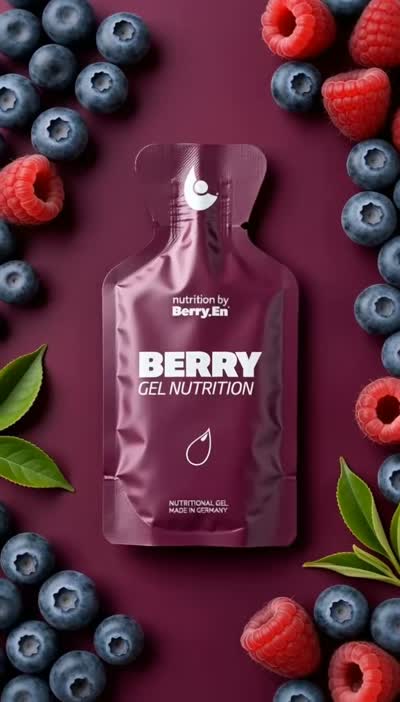 nutrition by
Berry.En
BERRY
GEL NUTRITION
NUTRITIONAL GEL
MADE IN GERMANY